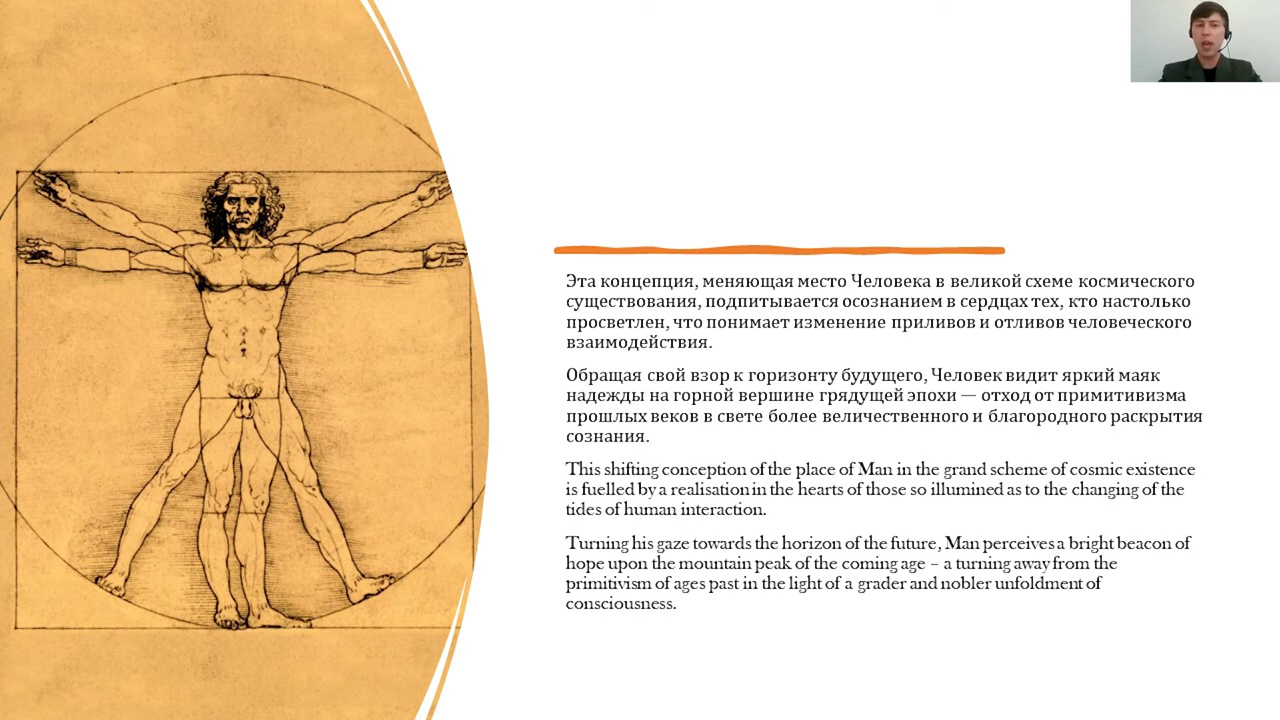 Эта концепция, меняющая место Человека в великой схеме космического
существования, подпитывается осознанием в сердцах тех, кто настолько
просветлен, что понимает изменение приливов и отливов человеческого
взаимодействия.
Обращая свой взор к горизонту будущего, Человек видит яркий маяк
надежды на горной вершине грядущей эпохи — отход от примитивизма
прошлых веков в свете более величественного и благородного раскрытия
сознания.
This shifting conception of the place of Man in the grand scheme of cosmic existence
is fuelled by a realisation in the hearts of those so illumined as to the changing of the
tides of human interaction.
Turning his gaze towards the horizon of the future, Man perceives a bright beacon of
hope upon the mountain peak of the coming age – a turning away from the
primitivism of ages past in the light of a grader and nobler unfoldment of
consciousness.